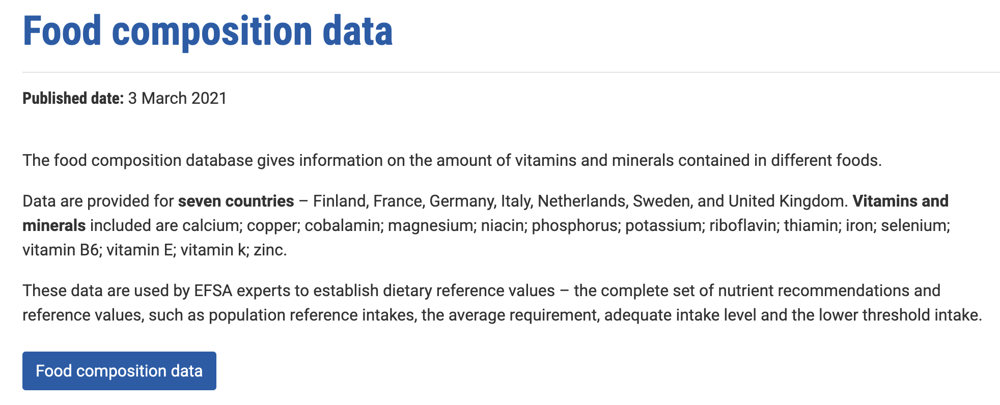 Food composition data
Published date: 3 March 2021
The food composition database gives information on the amount of vitamins and minerals contained in different foods.
Data are provided for seven countries – Finland, France, Germany, Italy, Netherlands, Sweden, and United Kingdom. Vitamins and
minerals included are calcium; copper; cobalamin; magnesium; niacin; phosphorus; potassium; riboflavin; thiamin; iron; selenium;
vitamin B6; vitamin E; vitamin k; zinc.
These data are used by EFSA experts to establish dietary reference values – the complete set of nutrient recommendations and
reference values, such as population reference intakes, the average requirement, adequate intake level and the lower threshold intake.
Food composition data